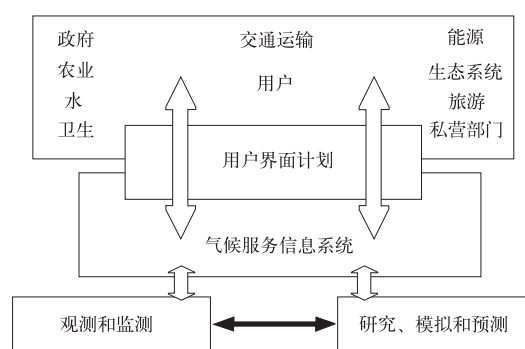 政府
交通运输
能源
农业
用户
生态系统
水
旅游
卫生
私营部门
用户界面计划
气候服务信息系统
观测和监测
研究、模拟和预测